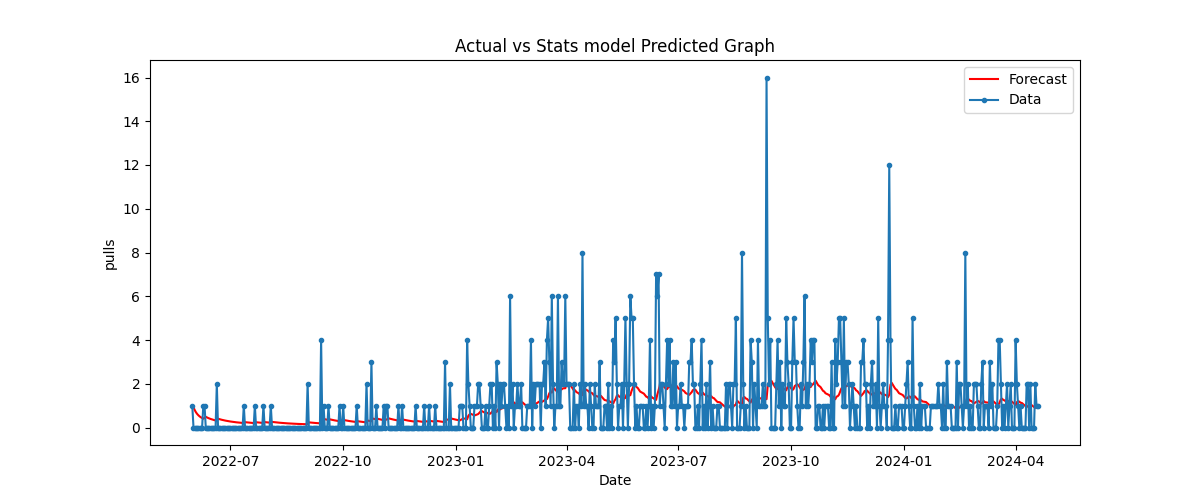 Actual vs Stats model Predicted Graph
Forecast
Data
pulls
16
14
12
10
8
6
4
2
0
2022-07 2022-10 2023-01 2023-04 2023-07 2023-10 2024-01 2024-04
Date